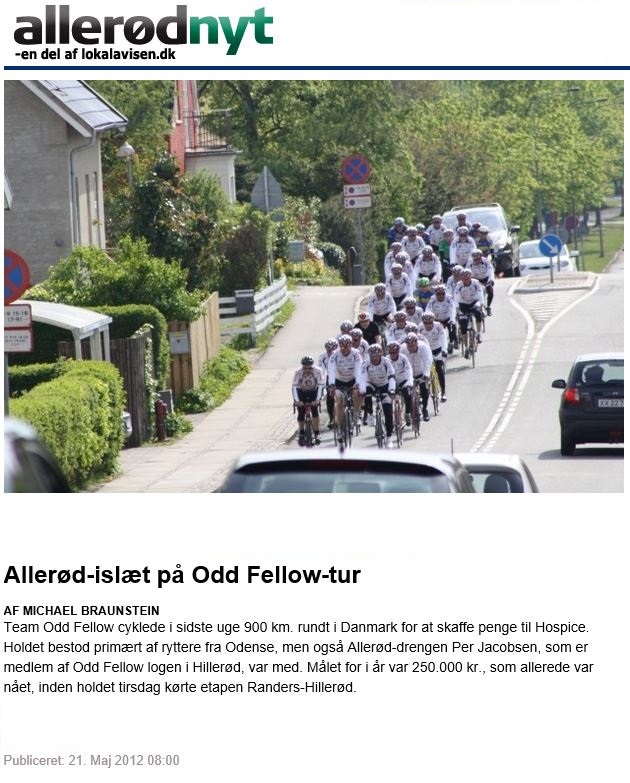 allerødnyt
-en del af lokalavisen.dk
Allerød-islæt på Odd Fellow-tur
AF MICHAEL BRAUNSTEIN
Team Odd Fellow cyklede i sidste uge 900 km. rundt i Danmark for at skaffe penge til Hospice.
Holdet bestod primært af ryttere fra Odense, men også Allerød-drengen Per Jacobsen, som er
medlem af Odd Fellow logen i Hillerød, var med. Målet for i år var 250.000 kr., som allerede var
nået, inden holdet tirsdag kørte etapen Randers-Hillerød.
Publiceret: 21. Maj 2012 08:00